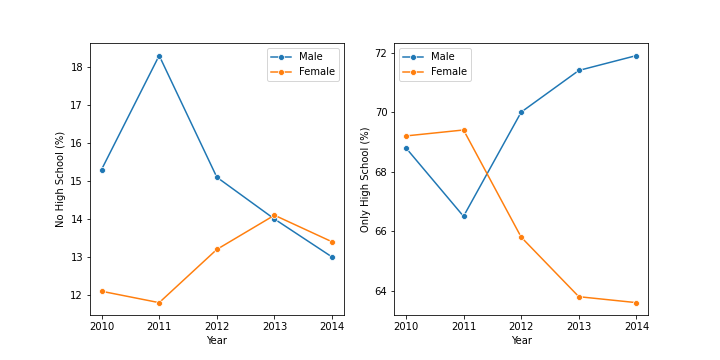 No High School (%)
18
17
16
15
14
13
12
2010 2011 2012 2013 2014
Year
Male
Female
Only High School (%)
72
70
68
66
64
2010 2011 2012 2013 2014
Year
Male
Female